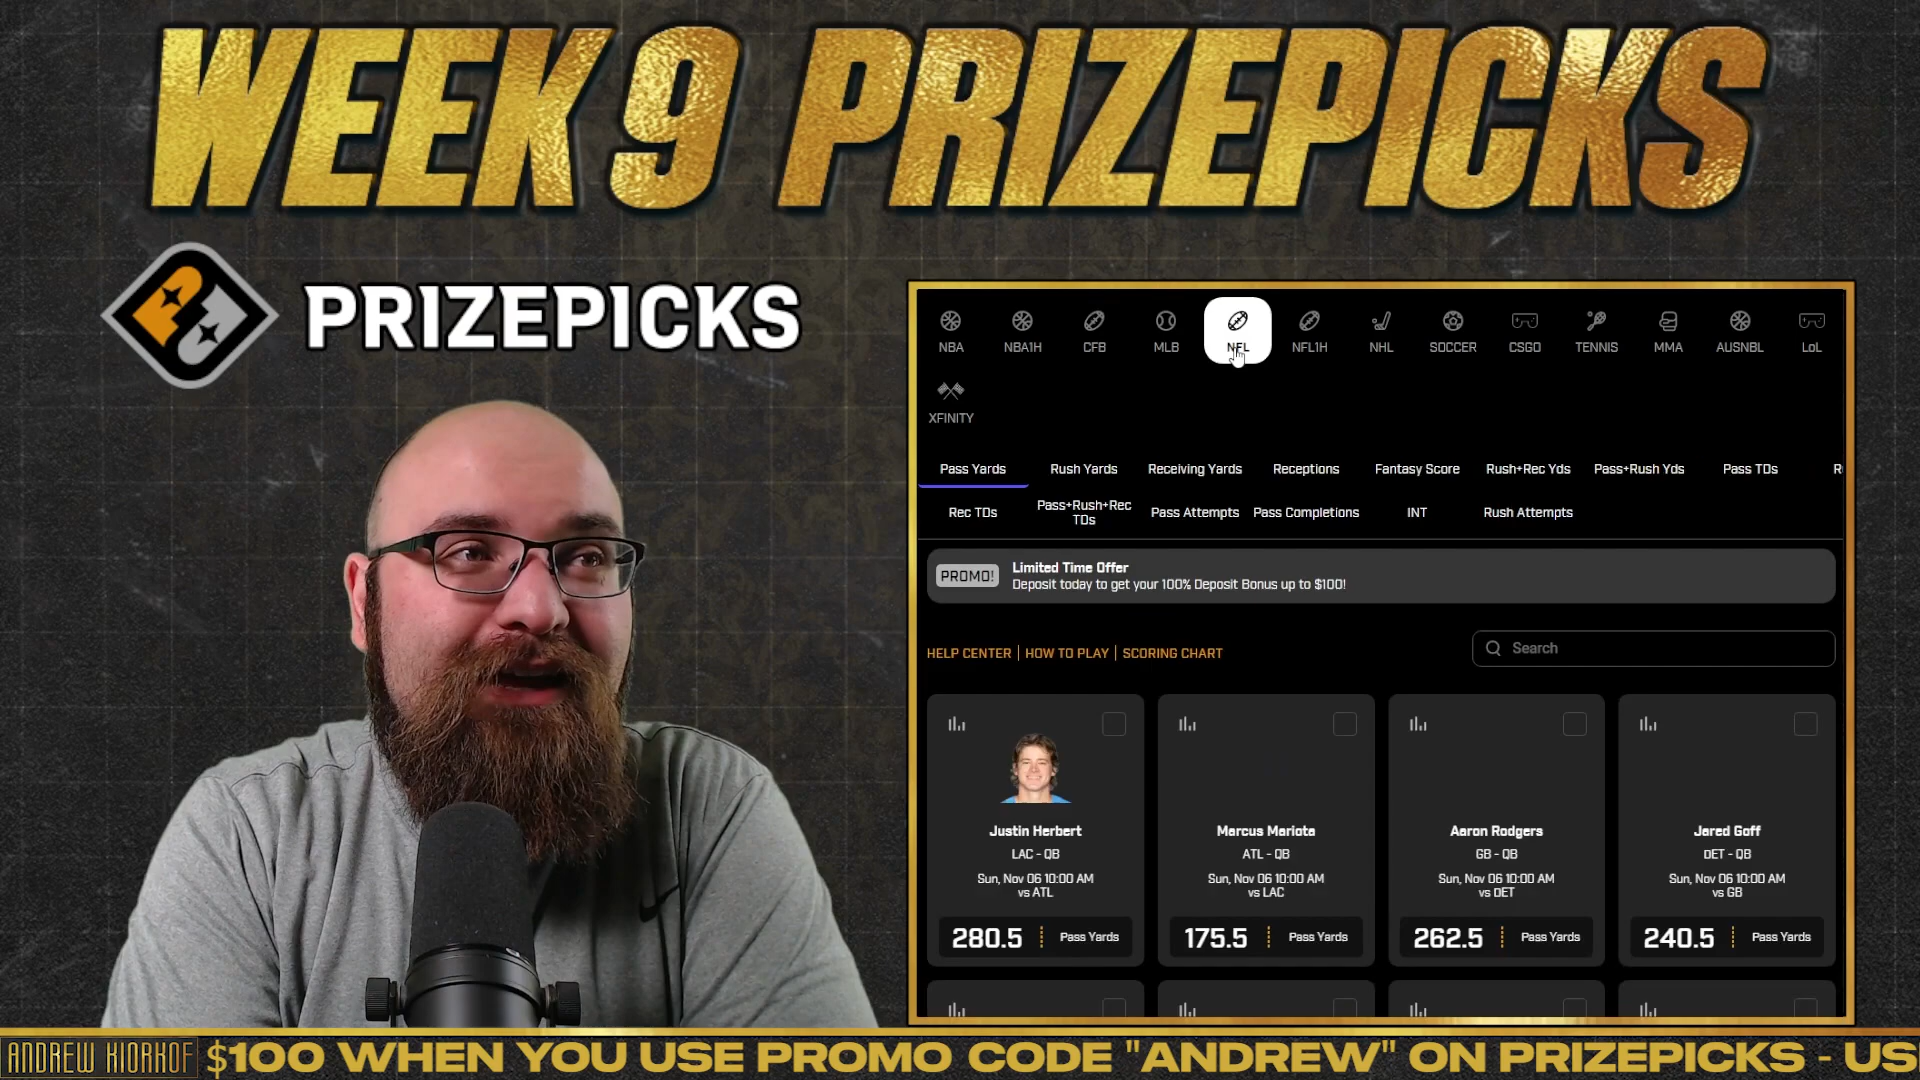 WEEK 9 PRIZEPICKS
PRIZEPICKS
NBA NBA1H CFB MLB NFL NFL1H NHL SOCCER CSGO TENNIS MMA AUSNBL LoL
XFINITY
Pass Yards Rush Yards Receiving Yards Receptions Fantasy Score Rush+Rec Yds Pass+Rush Yds Pass TDs
Rec TDs Pass+Rush+Rec TDs Pass Attempts Pass Completions INT Rush Attempts
PROMO! Limited Time Offer
Deposit today to get your 100% Deposit Bonus up to $100!
HELP CENTER | HOW TO PLAY | SCORING CHART
Search
Justin Herbert
LAC - QB
Sun, Nov 06 10:00 AM
vs ATL
280.5 Pass Yards
Marcus Mariota
ATL - QB
Sun, Nov 06 10:00 AM
vs LAC
175.5 Pass Yards
Aaron Rodgers
GB - QB
Sun, Nov 06 10:00 AM
vs DET
262.5 Pass Yards
Jared Goff
DET - QB
Sun, Nov 06 10:00 AM
vs GB
240.5 Pass Yards
ANDREW KIORKOF $100 WHEN YOU USE PROMO CODE "ANDREW" ON PRIZEPICKS - US